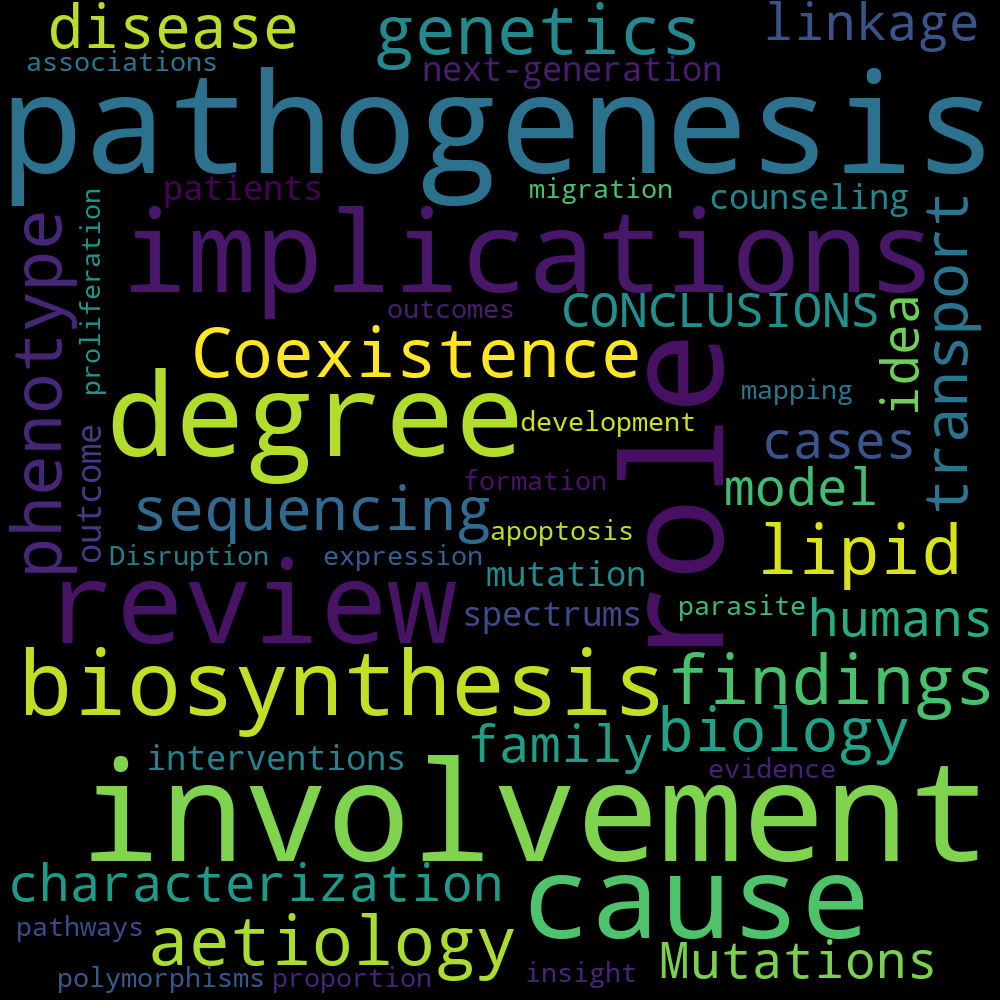 disease
genetics
linkage
associations
next-generation
pathogenesis
patients
migration
counseling
proliferation
phenotype
implications
transport
outcomes
CONCLUSIONS
idea
Coexistence
role
degree
mapping
development
cases
outcome
sequencing
formation
model
apoptosis
lipid
Disruption
expression
mutation
review
spectrums
parasite
humans
biosynthesis
findings
family
biology
interventions
evidence
involvement
characterization
cause
pathways
aetiology
Mutations
polymorphisms
proportion
insight